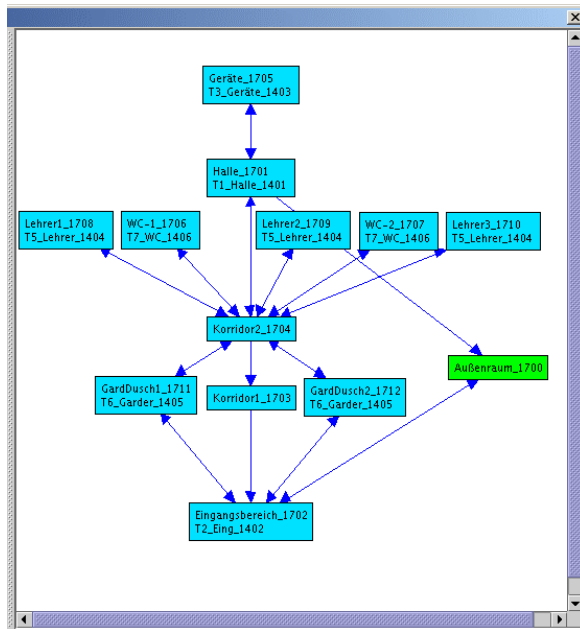 Geräte_1705
T3_Geräte_1403
Halle_1701
T1_Halle_1401
Lehrer1_1708
T5_Lehrer_1404
WC-1_1706
T7_WC_1406
Lehrer2_1709
T5_Lehrer_1404
WC-2_1707
T7_WC_1406
Lehrer3_1710
T5_Lehrer_1404
Korridor2_1704
Außenraum_1700
GardDusch1_1711
T6_Garder_1405
Korridor1_1703
GardDusch2_1712
T6_Garder_1405
Eingangsbereich_1702
T2_Eing_1402